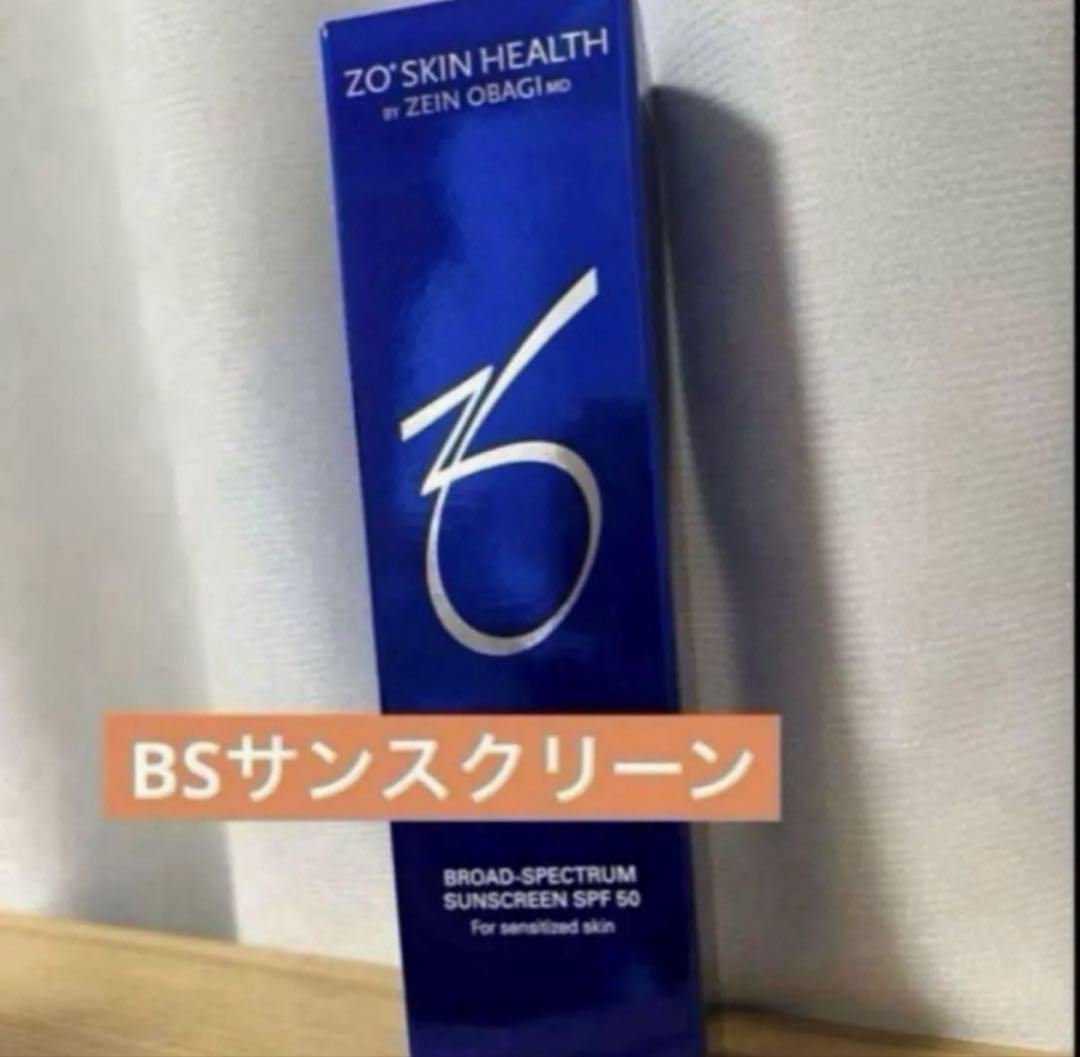 ZO® SKIN HEALTH
BY ZEIN OBAGI MD
BSサンスクリーン
BROAD-SPECTRUM
SUNSCREEN SPF 50
For sensitized skin